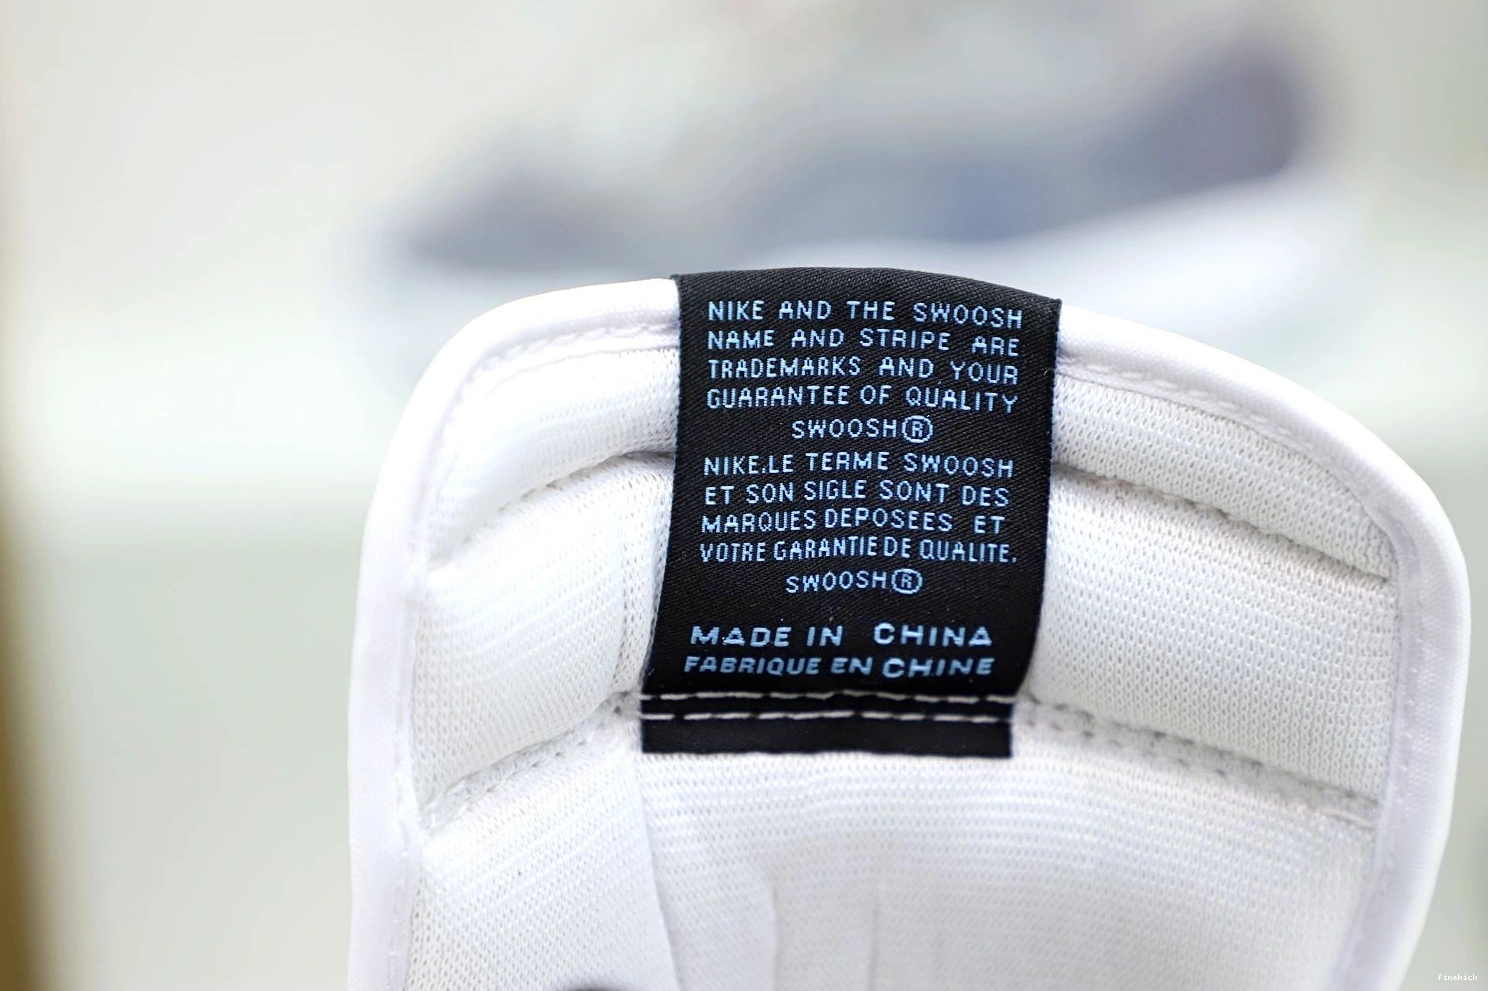 NIKE AND THE SWOOSH
NAME AND STRIPE ARE
TRADEMARKS AND YOUR
GUARANTEE OF QUALITY
SWOOSH®
NIKE.LE TERME SWOOSH
ET SON SIGLE SONT DES
MARQUES DEPOSEES ET
VOTRE GARANTIE DE QUALITE.
SWOOSH®
MADE IN CHINA
FABRIQUE EN CHINE
finekick